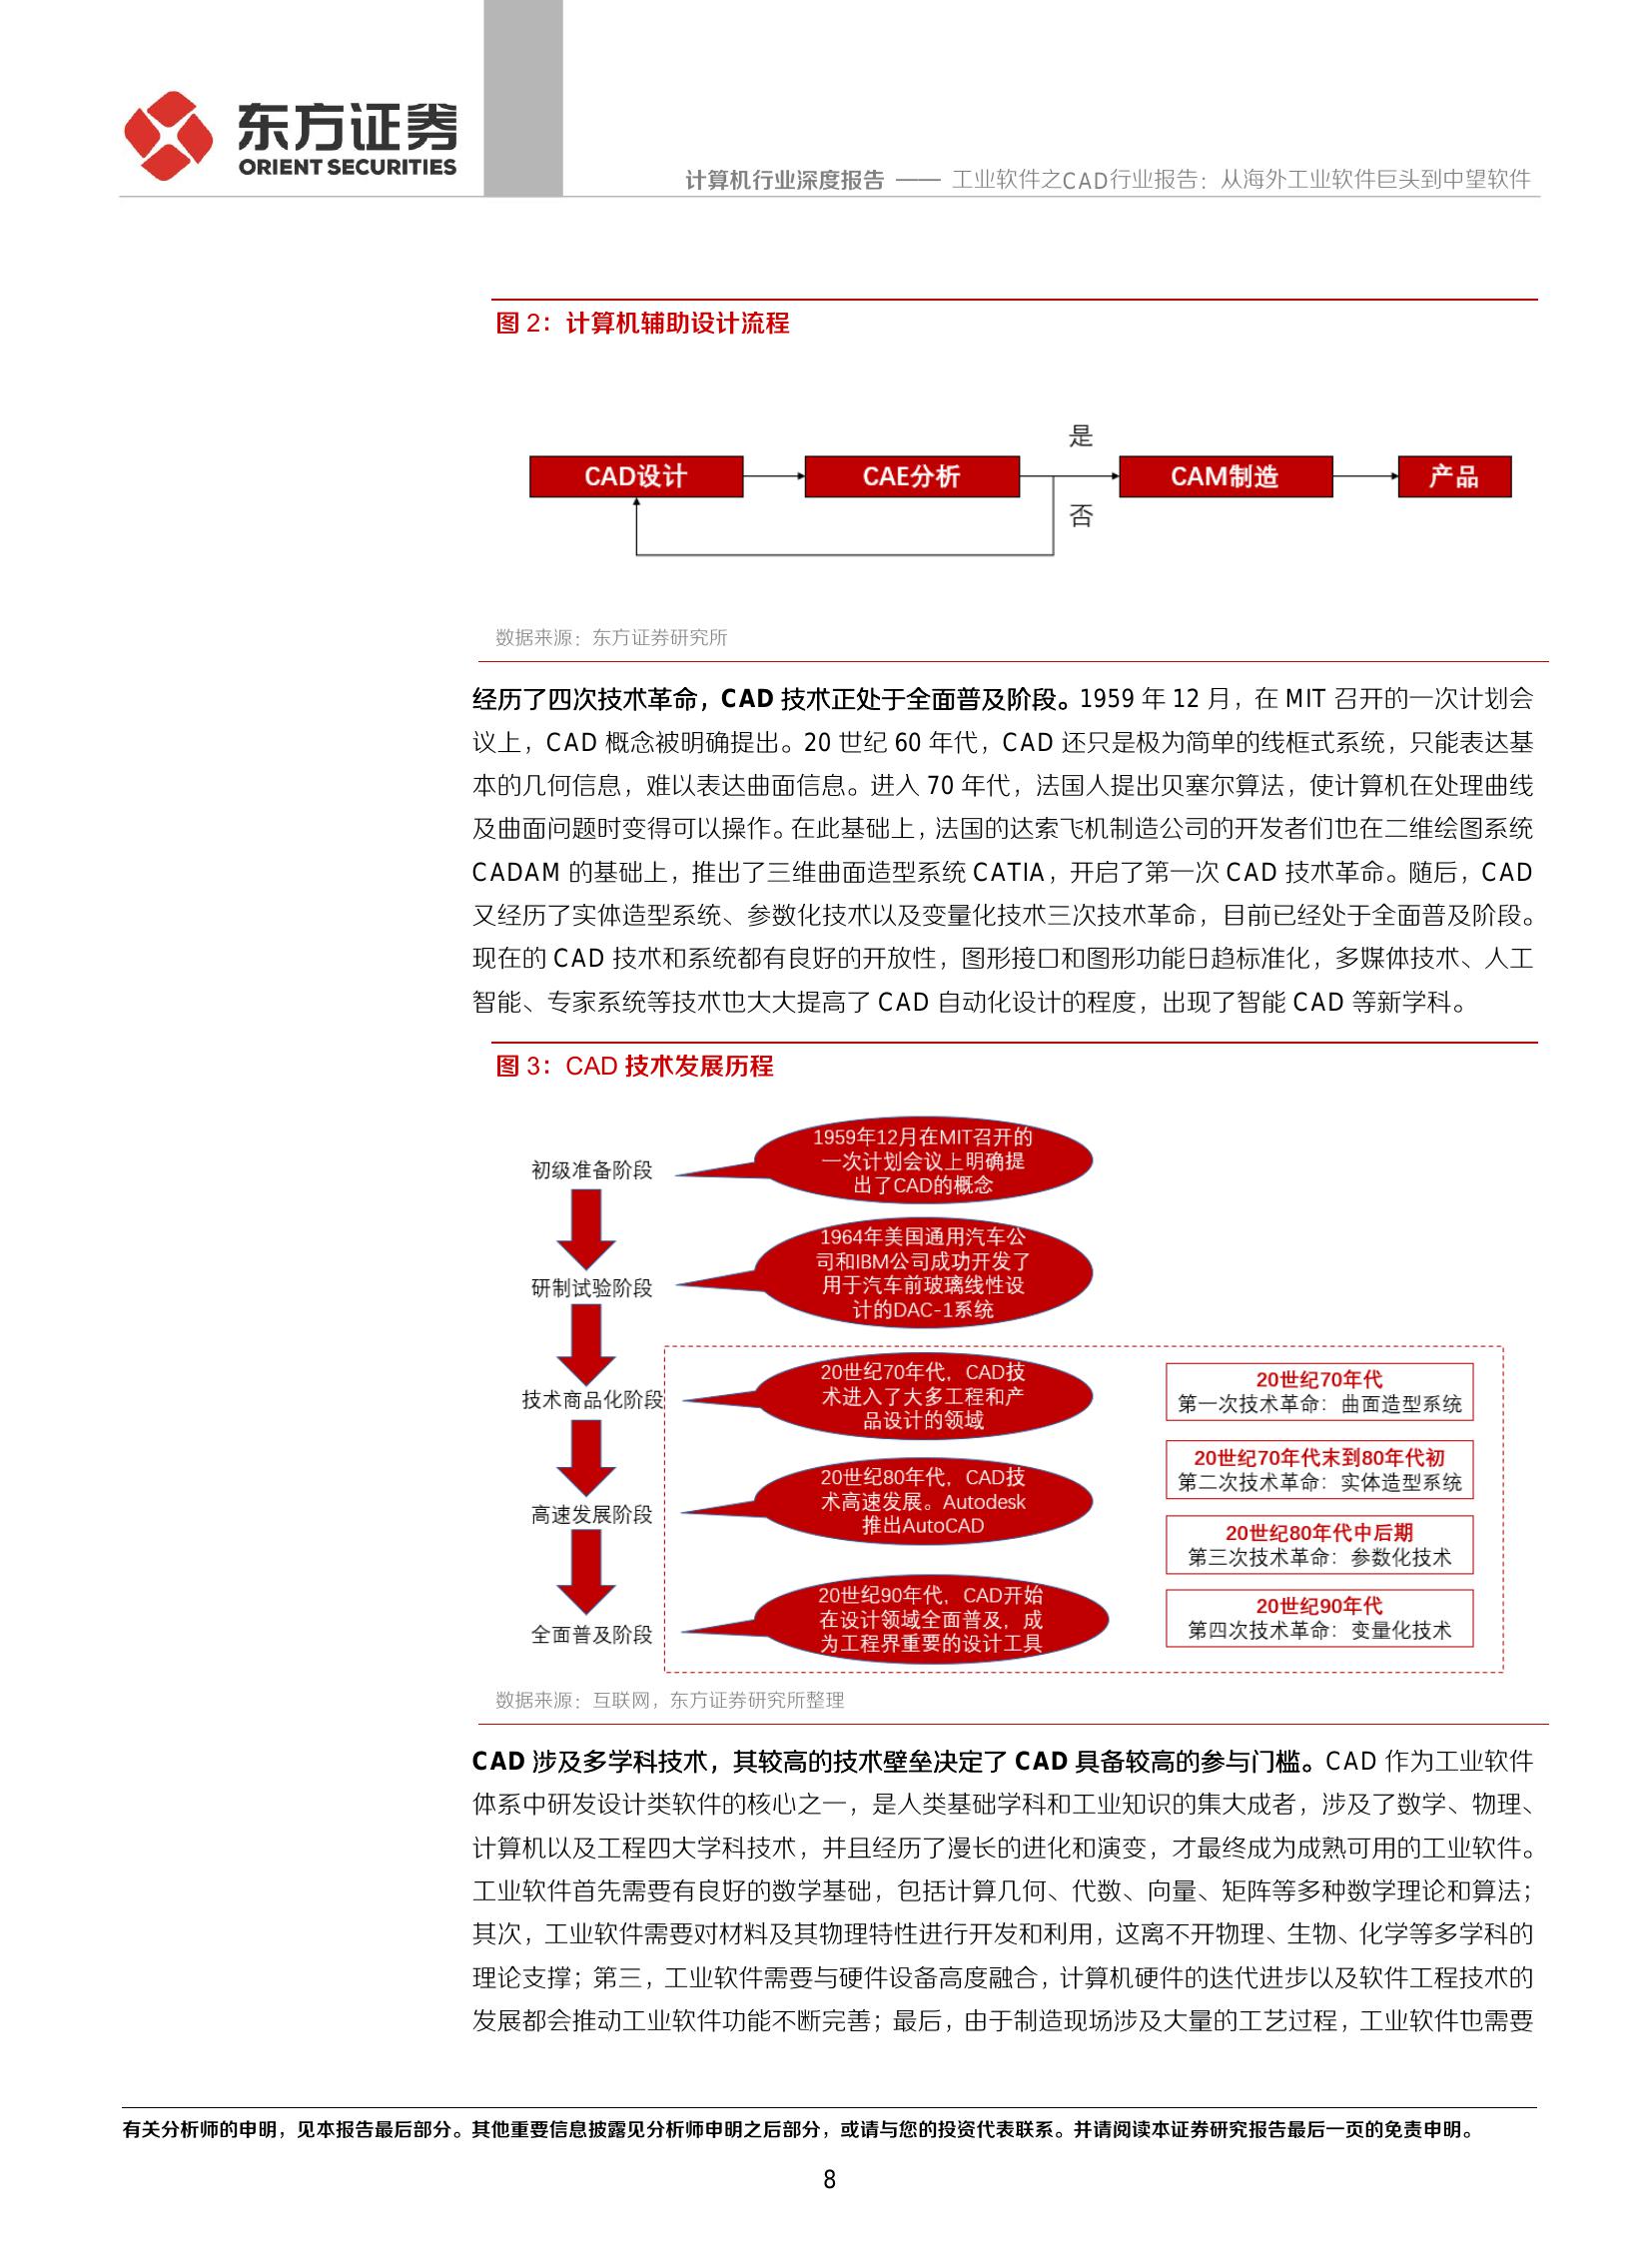 东方证券
ORIENT SECURITIES
计算机行业深度报告 —— 工业软件之CAD行业报告：从海外工业软件巨头到中望软件
图 2：计算机辅助设计流程
是
CAD设计 CAE分析 CAM制造 产品
否
数据来源：东方证券研究所
经历了四次技术革命，CAD 技术正处于全面普及阶段。1959 年 12 月，在 MIT 召开的一次计划会
议上，CAD 概念被明确提出。20 世纪 60 年代，CAD 还只是极为简单的线框式系统，只能表达基
本的几何信息，难以表达曲面信息。进入 70 年代，法国人提出贝塞尔算法，使计算机在处理曲线
及曲面问题时变得可以操作。在此基础上，法国的达索飞机制造公司的开发者们也在二维绘图系统
CADAM 的基础上，推出了三维曲面造型系统 CATIA，开启了第一次 CAD 技术革命。随后，CAD
又经历了实体造型系统、参数化技术以及变量化技术三次技术革命，目前已经处于全面普及阶段。
现在的 CAD 技术和系统都有良好的开放性，图形接口和图形功能日趋标准化，多媒体技术、人工
智能、专家系统等技术也大大提高了 CAD 自动化设计的程度，出现了智能 CAD 等新学科。
图 3：CAD 技术发展历程
初级准备阶段
1959年12月在MIT召开的
一次计划会议上明确提
出了CAD的概念
研制试验阶段
1964年美国通用汽车公
司和IBM公司成功开发了
用于汽车前玻璃线性设
计的DAC-1系统
技术商品化阶段
20世纪70年代，CAD技
术进入了大多工程和产
品设计的领域
20世纪70年代
第一次技术革命：曲面造型系统
20世纪70年代末到80年代初
第二次技术革命：实体造型系统
高速发展阶段
20世纪80年代，CAD技
术高速发展。Autodesk
推出AutoCAD
20世纪80年代中后期
第三次技术革命：参数化技术
全面普及阶段
20世纪90年代，CAD开始
在设计领域全面普及，成
为工程界重要的设计工具
20世纪90年代
第四次技术革命：变量化技术
数据来源：互联网，东方证券研究所整理
CAD 涉及多学科技术，其较高的技术壁垒决定了 CAD 具备较高的参与门槛。CAD 作为工业软件
体系中研发设计类软件的核心之一，是人类基础学科和工业知识的集大成者，涉及了数学、物理、
计算机以及工程四大学科技术，并且经历了漫长的进化和演变，才最终成为成熟可用的工业软件。
工业软件首先需要有良好的数学基础，包括计算几何、代数、向量、矩阵等多种数学理论和算法；
其次，工业软件需要对材料及其物理特性进行开发和利用，这离不开物理、生物、化学等多学科的
理论支撑；第三，工业软件需要与硬件设备高度融合，计算机硬件的迭代进步以及软件工程技术的
发展都会推动工业软件功能不断完善；最后，由于制造现场涉及大量的工艺过程，工业软件也需要
有关分析师的申明，见本报告最后部分。其他重要信息披露见分析师申明之后部分，或请与您的投资代表联系。并请阅读本证券研究报告最后一页的免责申明。
8